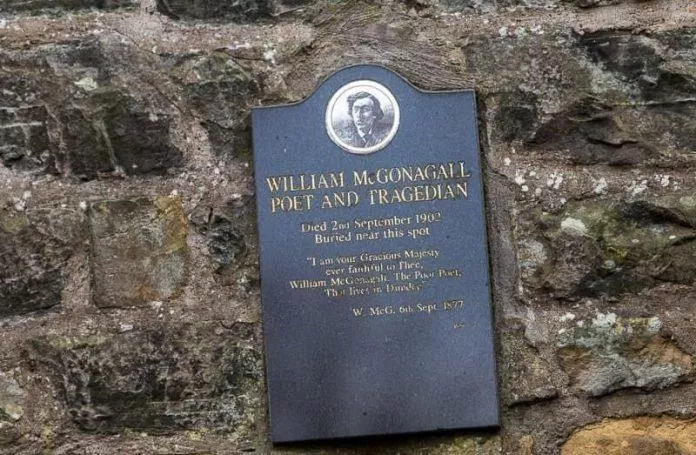 WILLIAM McGONAGALL
POET AND TRAGEDIAN
Died 2nd September 1902
Buried near this spot
"I am your Gracious Majesty
ever faithful to Thee,
William McGonagall, The Poor Poet,
That lives in Dundee"
W. McG. 6th Sept. 1877